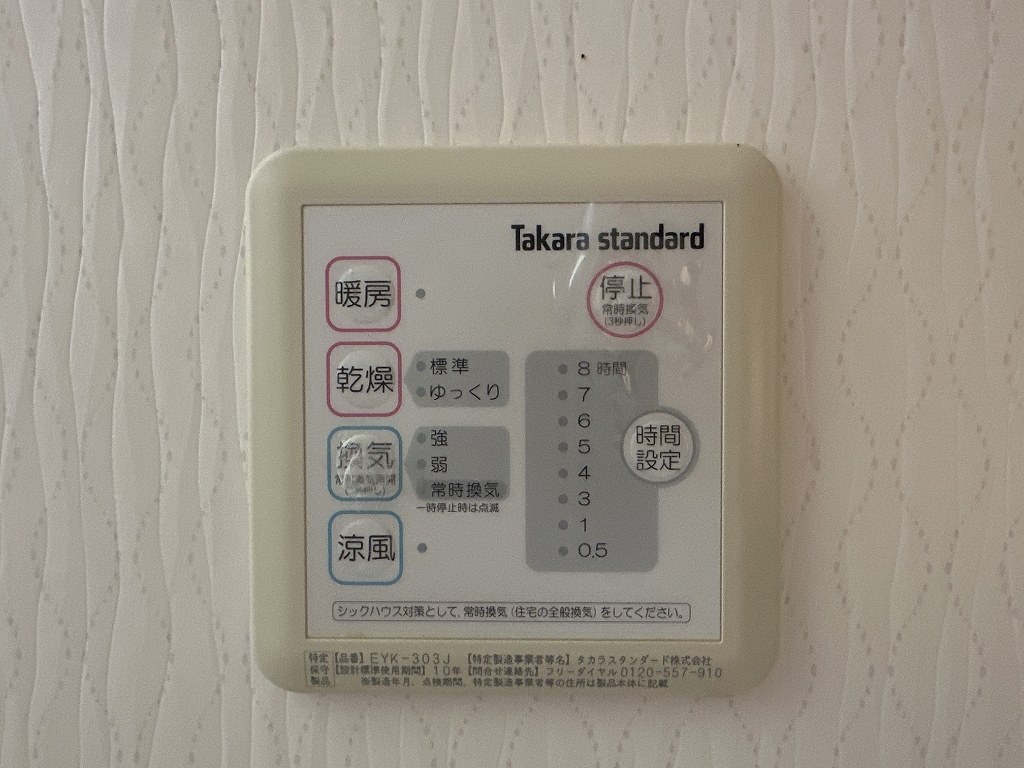 Takara standard
暖房
停止
常時換気
(3秒押し)
乾燥
標準
ゆっくり
8 時間
7
6
5
4
3
1
0.5
時間
設定
換気
強
弱
常時換気
一時停止時は点滅
涼風
シックハウス対策として、常時換気(住宅の全般換気)をしてください。
特定【品番】EYK-303J 【特定製造事業者等名】タカラスタンダード株式会社
保守【設計標準使用期間】10年【問合せ連絡先】フリーダイヤル0120-557-910
製品 ※製造年月、点検期間、特定製造事業者等の住所は製品本体に記載